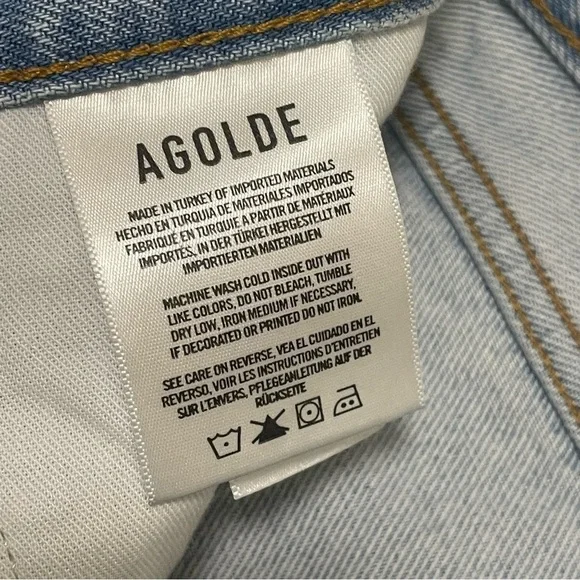 AGOLDE
MADE IN TURKEY OF IMPORTED MATERIALS
HECHO EN TURQUIA DE MATERIALES IMPORTADOS
FABRIQUÉ EN TURQUIE A PARTIR DE MATÉRIAUX
IMPORTÉS, IN DER TÜRKEI HERGESTELLT MIT
IMPORTIERTEN MATERIALIEN
MACHINE WASH COLD INSIDE OUT WITH
LIKE COLORS, DO NOT BLEACH, TUMBLE
DRY LOW, IRON MEDIUM IF NECESSARY,
IF DECORATED OR PRINTED DO NOT IRON.
SEE CARE ON REVERSE, VEA EL CUIDADO EN EL
REVERSO, VOIR LES INSTRUCTIONS D'ENTRETIEN
SUR L'ENVERS, PFLEGEANLEITUNG AUF DER
RÜCKSEITE